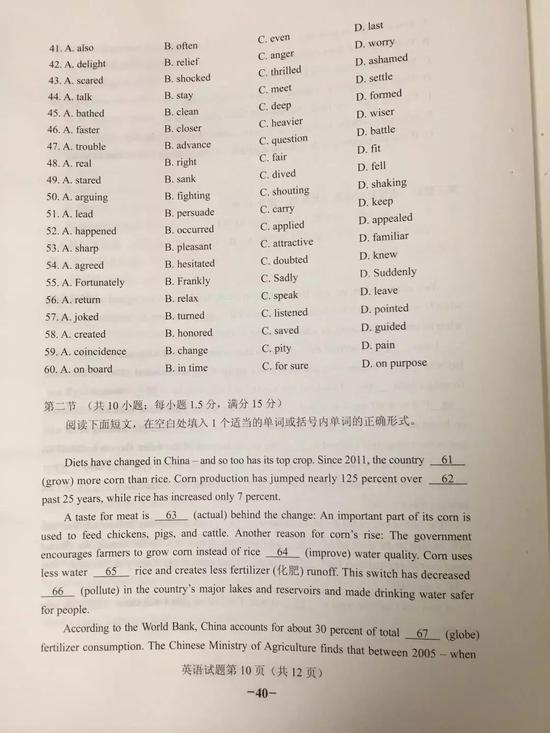 41. A. also B. often C. even D. last
42. A. delight B. relief C. anger D. worry
43. A. scared B. shocked C. thrilled D. ashamed
44. A. talk B. stay C. meet D. settle
45. A. bathed B. clean C. deep D. formed
46. A. faster B. closer C. heavier D. wiser
47. A. trouble B. advance C. question D. battle
48. A. real B. right C. fair D. fit
49. A. stared B. sank C. dived D. fell
50. A. arguing B. fighting C. shouting D. shaking
51. A. lead B. persuade C. carry D. keep
52. A. happened B. occurred C. applied D. appealed
53. A. sharp B. pleasant C. attractive D. familiar
54. A. agreed B. hesitated C. doubted D. knew
55. A. Fortunately B. Frankly C. Sadly D. Suddenly
56. A. return B. relax C. speak D. leave
57. A. joked B. turned C. listened D. pointed
58. A. created B. honored C. saved D. guided
59. A. coincidence B. change C. pity D. pain
60. A. on board B. in time C. for sure D. on purpose
第二节 (共 10 小题;每小题 1.5 分,满分 15 分)
阅读下面短文,在空白处填入 1 个适当的单词或括号内单词的正确形式。
Diets have changed in China – and so too has its top crop. Since 2011, the country 61
(grow) more corn than rice. Corn production has jumped nearly 125 percent over 62
past 25 years, while rice has increased only 7 percent.
A taste for meat is 63 (actual) behind the change: An important part of its corn is
used to feed chickens, pigs, and cattle. Another reason for corn's rise: The government
encourages farmers to grow corn instead of rice 64 (improve) water quality. Corn uses
less water 65 rice and creates less fertilizer (化肥) runoff. This switch has decreased
66 (pollute) in the country's major lakes and reservoirs and made drinking water safer
for people.
According to the World Bank, China accounts for about 30 percent of total 67 (globe)
fertilizer consumption. The Chinese Ministry of Agriculture finds that between 2005 – when
英语试题第 10 页(共 12 页)
-40-